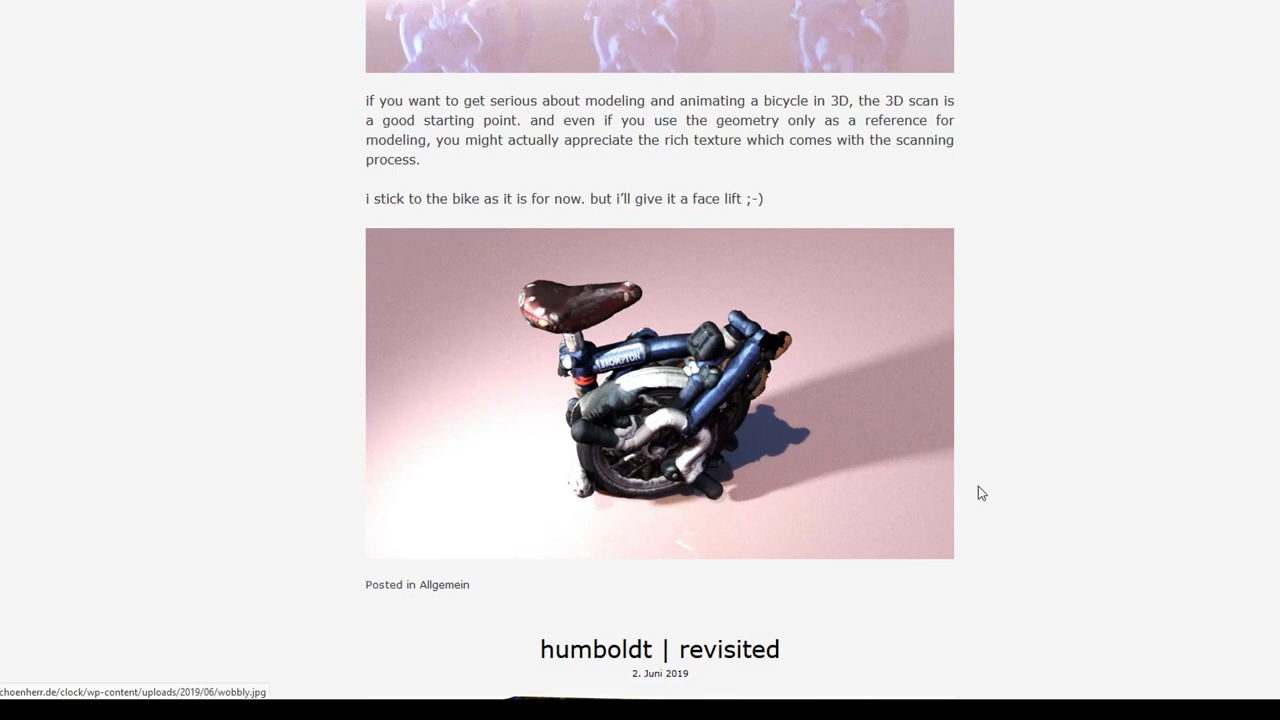 if you want to get serious about modeling and animating a bicycle in 3D, the 3D scan is
a good starting point. and even if you use the geometry only as a reference for
modeling, you might actually appreciate the rich texture which comes with the scanning
process.
i stick to the bike as it is for now. but i’ll give it a face lift ;-)
BROMPTON
Posted in Allgemein
humboldt | revisited
2. Juni 2019
choenherr.de/clock/wp-content/uploads/2019/06/wobbly.jpg